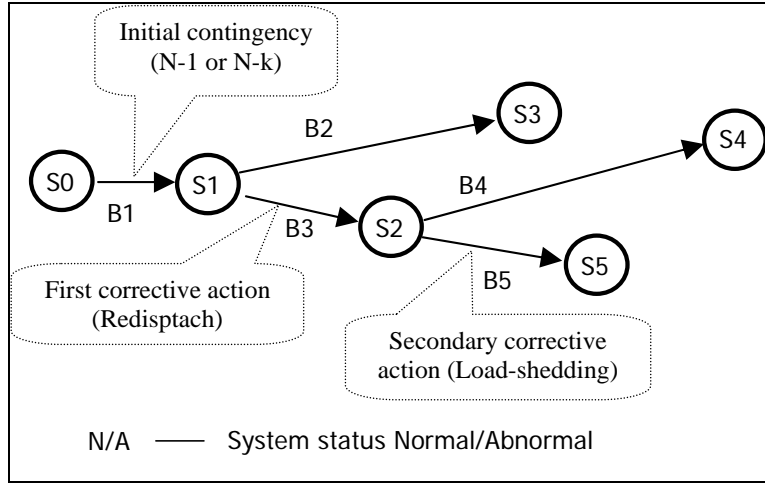 Initial contingency
(N-1 or N-k)
S0
B1
S1
B2
S3
B3
S2
B4
S4
B5
S5
First corrective action
(Redisptach)
Secondary corrective
action (Load-shedding)
N/A — System status Normal/Abnormal